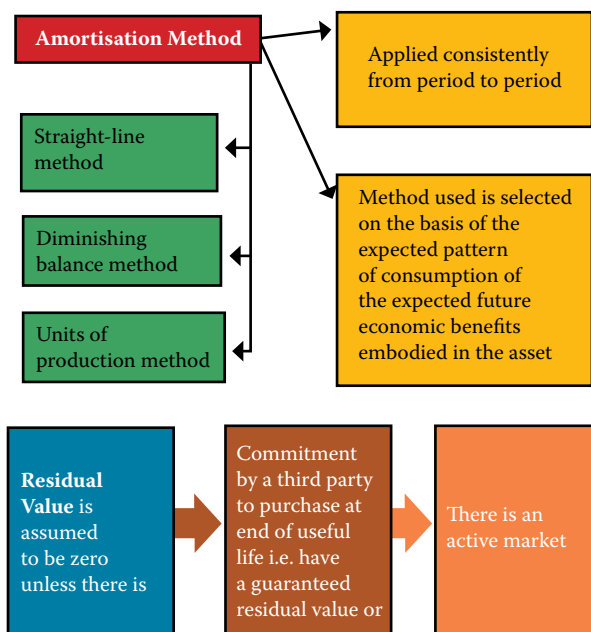 Amortisation Method
Applied consistently
from period to period
Straight-line
method
Diminishing
balance method
Units of
production method
Method used is selected
on the basis of the
expected pattern
of consumption of
the expected future
economic benefits
embodied in the asset
Residual
Value is
assumed
to be zero
unless there is
Commitment
by a third party
to purchase at
end of useful
life i.e. have
a guaranteed
residual value or
There is an
active market